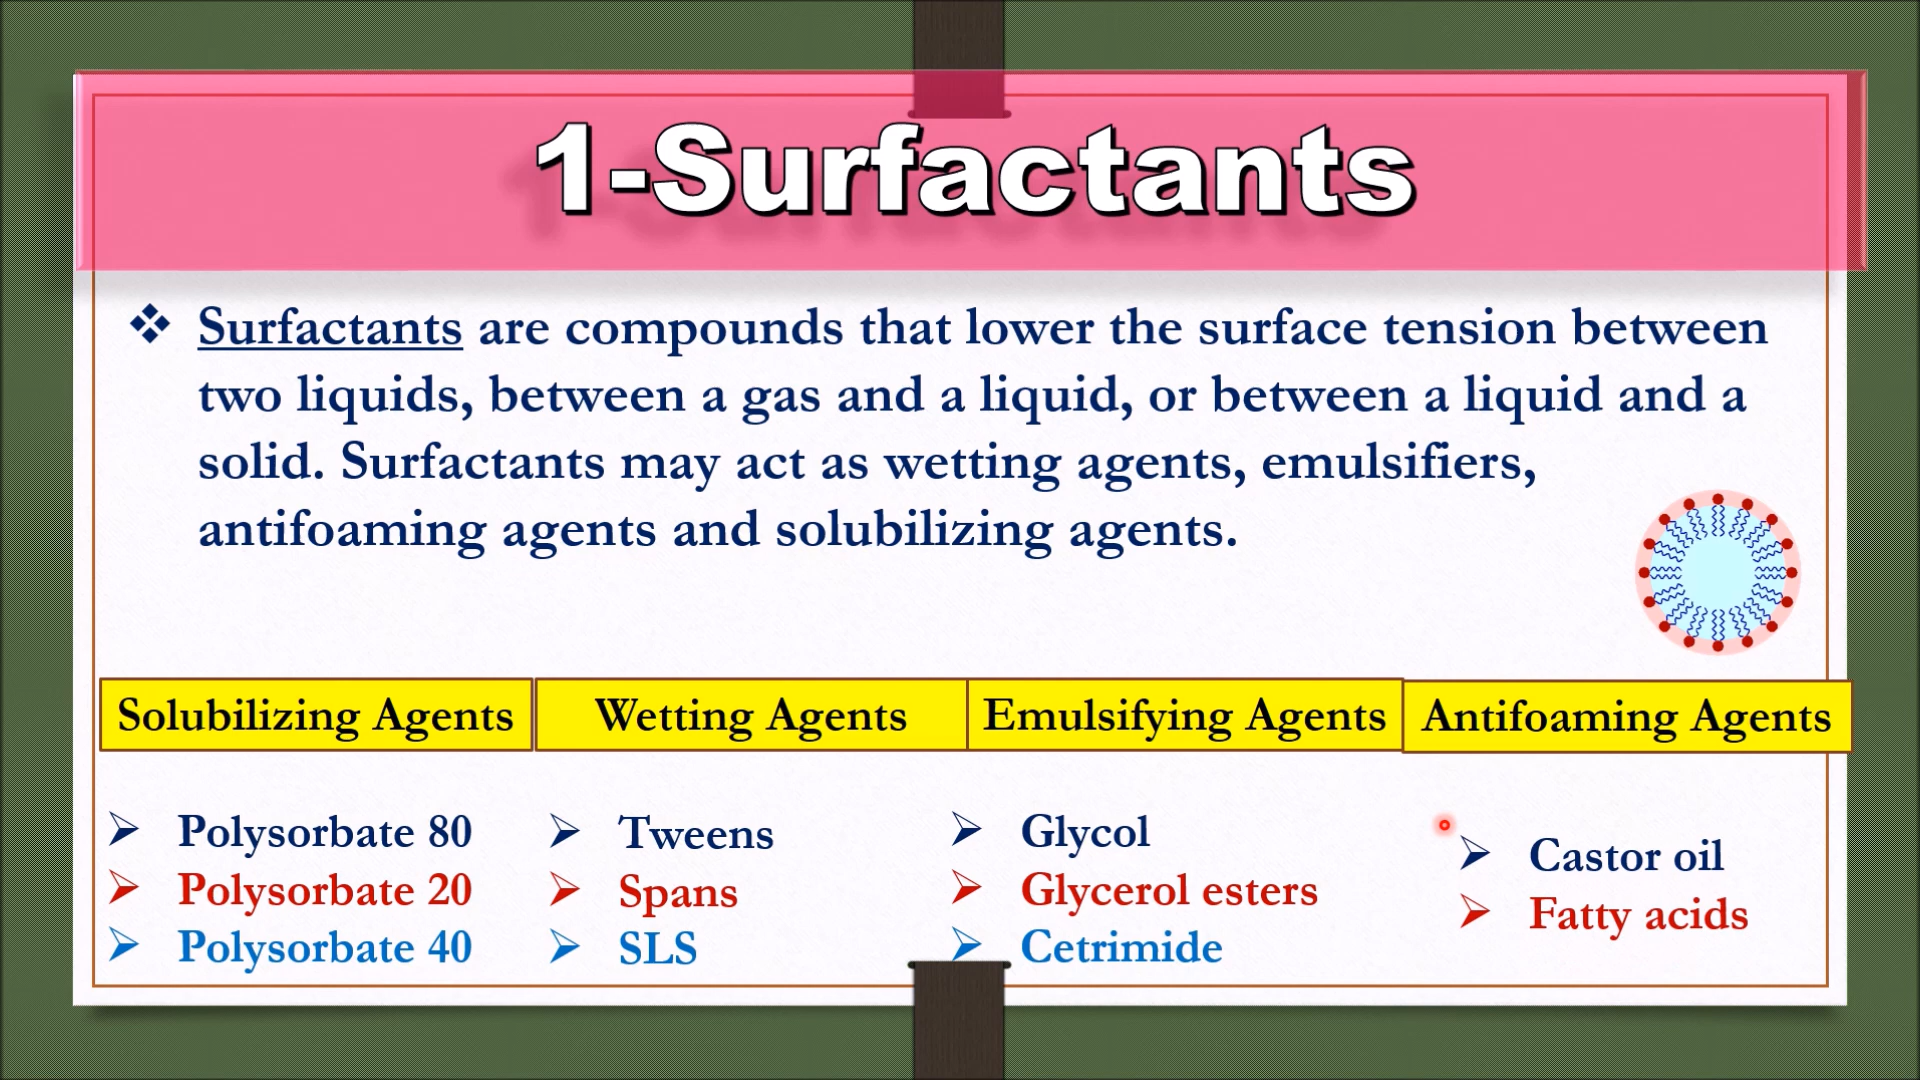 1-Surfactants
❖ Surfactants are compounds that lower the surface tension between
two liquids, between a gas and a liquid, or between a liquid and a
solid. Surfactants may act as wetting agents, emulsifiers,
antifoaming agents and solubilizing agents.
Solubilizing Agents
➢ Polysorbate 80
➢ Polysorbate 20
➢ Polysorbate 40
Wetting Agents
➢ Tweens
➢ Spans
➢ SLS
Emulsifying Agents
➢ Glycol
➢ Glycerol esters
➢ Cetrimide
Antifoaming Agents
➢ Castor oil
➢ Fatty acids